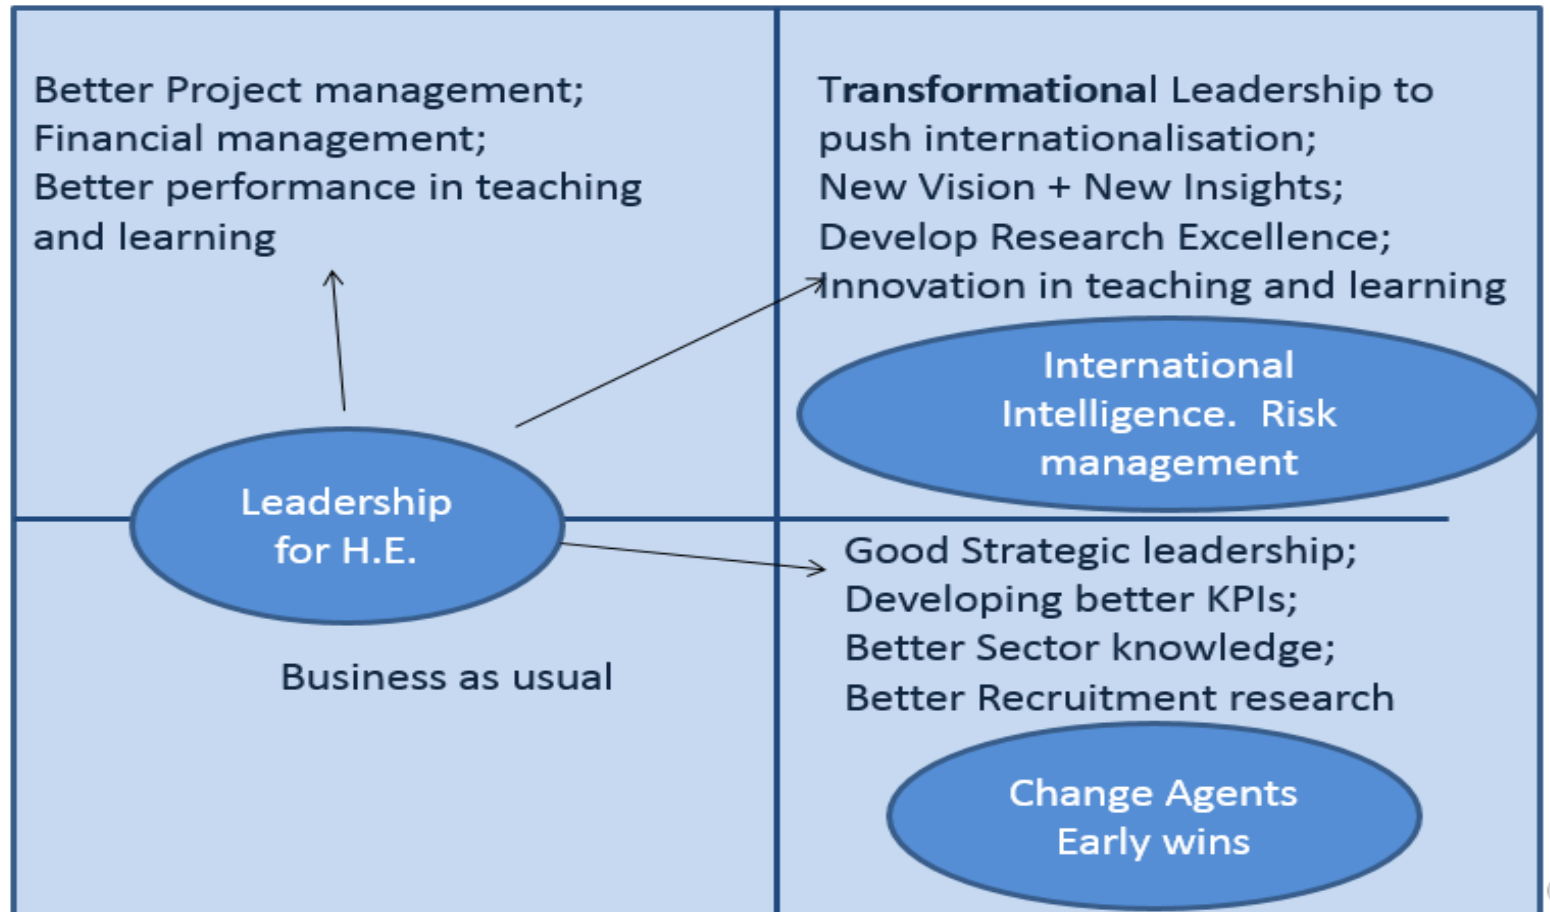 Better Project management;
Financial management;
Better performance in teaching
and learning
Transformational Leadership to
push internationalisation;
New Vision + New Insights;
Develop Research Excellence;
Innovation in teaching and learning
International
Intelligence. Risk
management
Leadership
for H.E.
Business as usual
Good Strategic leadership;
Developing better KPIs;
Better Sector knowledge;
Better Recruitment research
Change Agents
Early wins